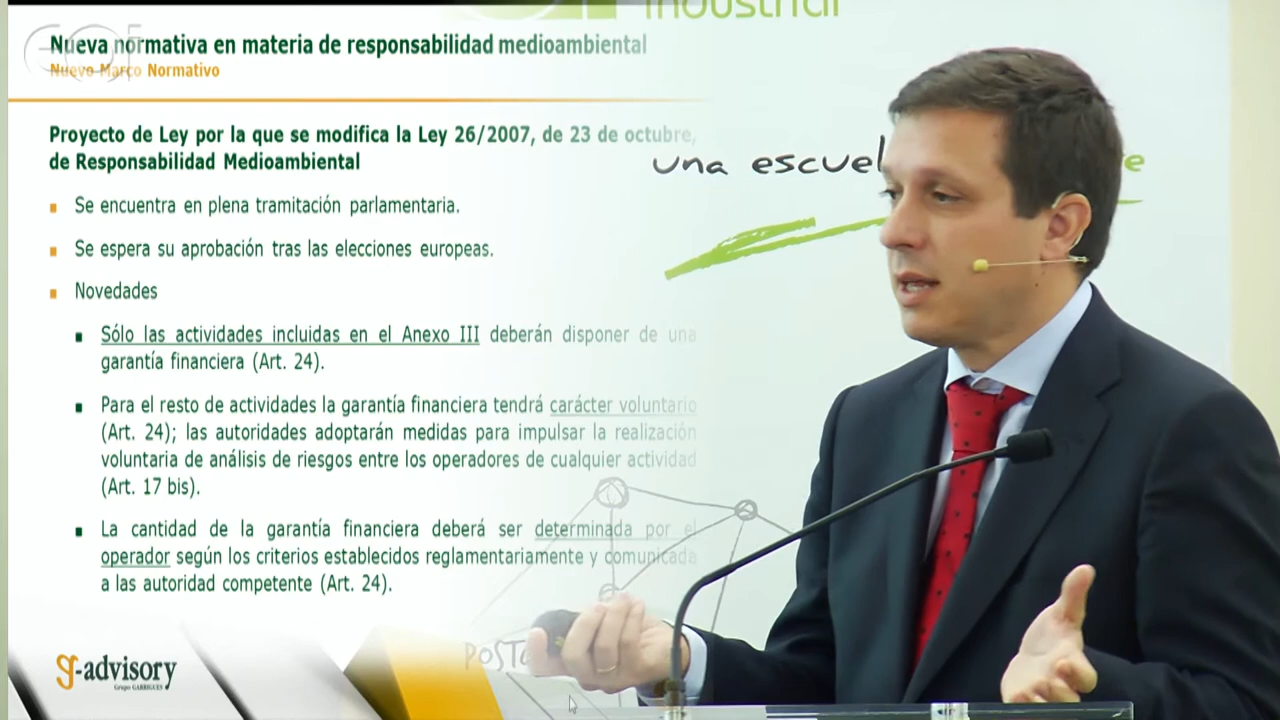 industrial
eoi
Nueva normativa en materia de responsabilidad medioambiental
Nuevo Marco Normativo
Proyecto de Ley por la que se modifica la Ley 26/2007, de 23 de octubre,
de Responsabilidad Medioambiental
una escuel
e
Se encuentra en plena tramitación parlamentaria.
Se espera su aprobación tras las elecciones europeas.
Novedades
Sólo las actividades incluidas en el Anexo III deberán disponer de una
garantía financiera (Art. 24).
Para el resto de actividades la garantía financiera tendrá carácter voluntario
(Art. 24); las autoridades adoptarán medidas para impulsar la realización
voluntaria de análisis de riesgos entre los operadores de cualquier actividad
(Art. 17 bis).
La cantidad de la garantía financiera deberá ser determinada por el
operador según los criterios establecidos reglamentariamente y comunicada
a las autoridad competente (Art. 24).
g-advisory
Grupo GARRIGUES